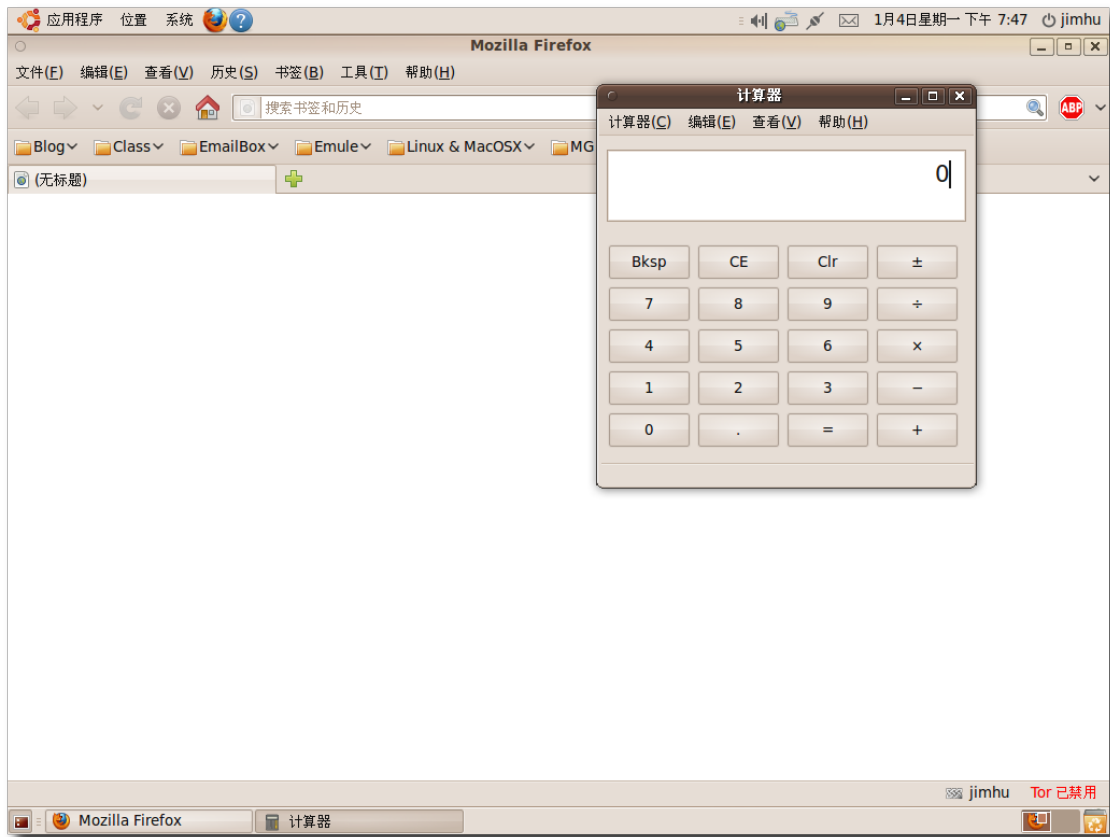 应用程序 位置 系统 1月4日星期一 下午 7:47 jimhu
Mozilla Firefox
文件(F) 编辑(E) 查看(V) 历史(S) 书签(B) 工具(T) 帮助(H)
搜索书签和历史 ABP
Blog Class EmailBox Emule Linux & MacOSX MG
(无标题)
计算器
计算器(C) 编辑(E) 查看(V) 帮助(H)
0
Bksp CE Clr ±
7 8 9 ÷
4 5 6 ×
1 2 3 −
0 . = +
jimhu Tor 已禁用
Mozilla Firefox 计算器